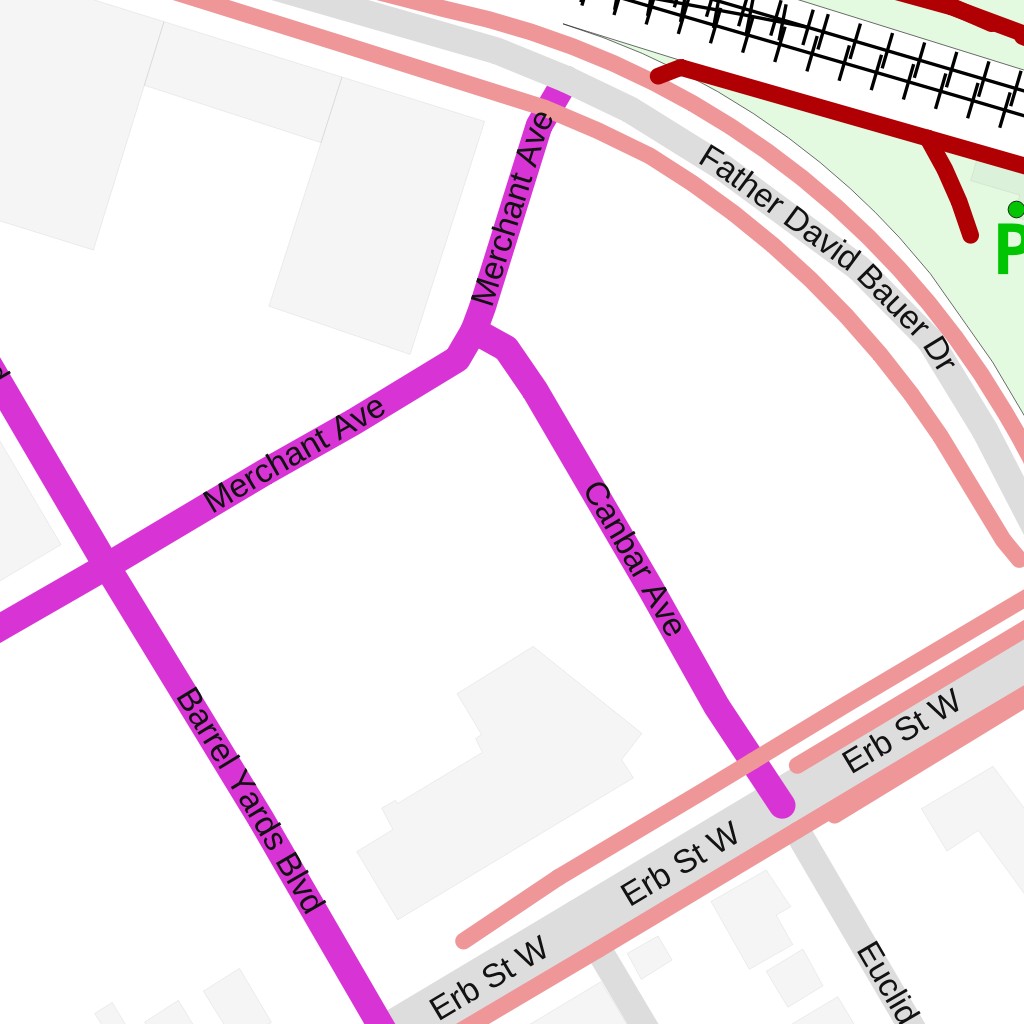 Merchant Ave
Father David Bauer Dr
P
Merchant Ave
Canbar Ave
Barrel Yards Blvd
Erb St W
Erb St W
Erb St W
Euclid